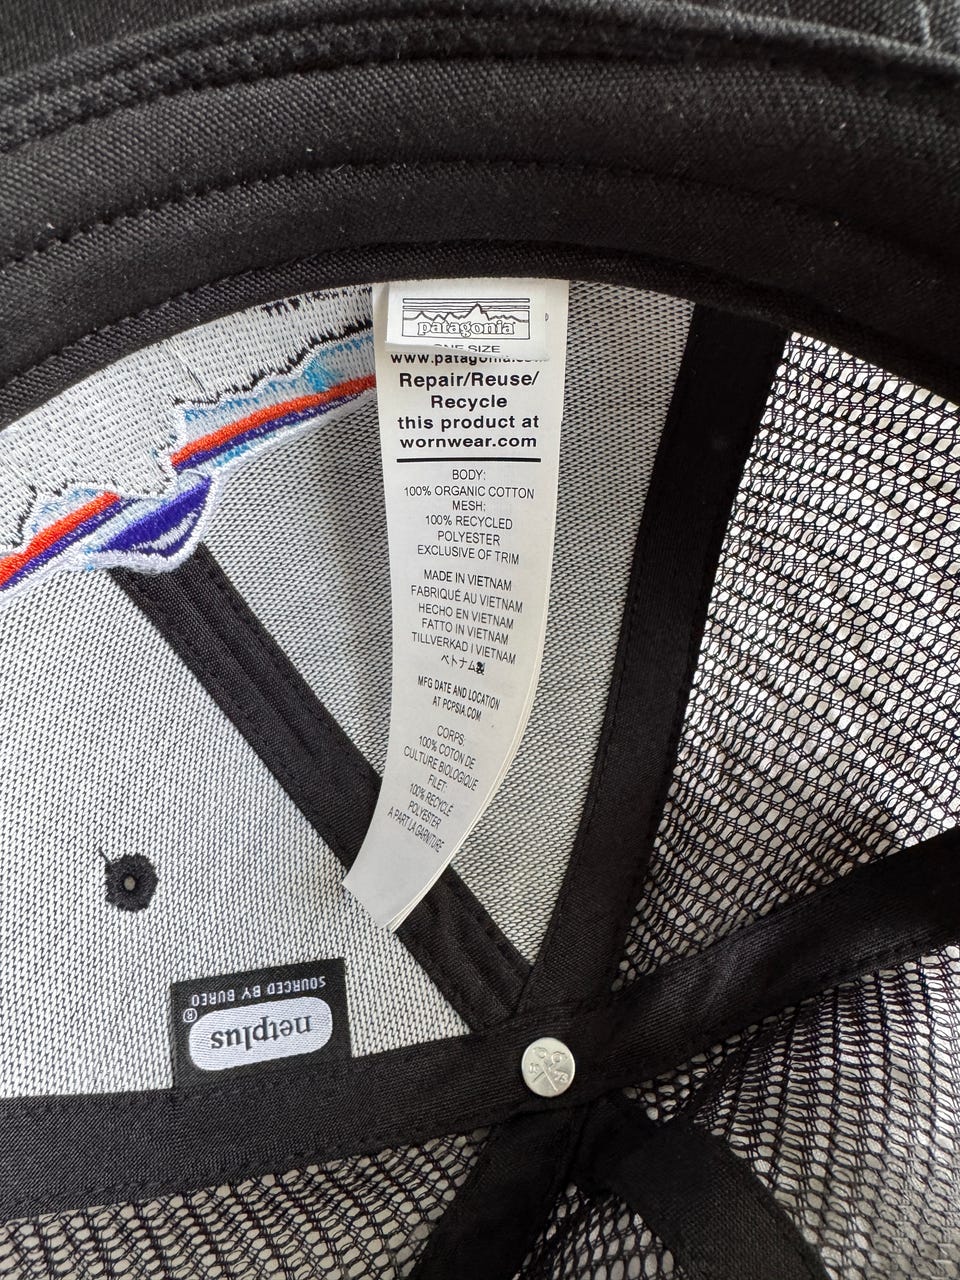 patagonia
ONE SIZE
www.patagonia.com
Repair/Reuse/
Recycle
this product at
wornwear.com
BODY:
100% ORGANIC COTTON
MESH:
100% RECYCLED
POLYESTER
EXCLUSIVE OF TRIM
MADE IN VIETNAM
FABRIQUÉ AU VIETNAM
HECHO EN VIETNAM
FATTO IN VIETNAM
TILLVERKAD I VIETNAM
ベトナム製
MFG DATE AND LOCATION
AT PCPSIA.COM
CORPS:
100% COTON DE
CULTURE BIOLOGIQUE
FILET:
100% RECYCLÉ
POLYESTER
A PART LA GARNITURE
netplus®
SOURCED BY BUREO